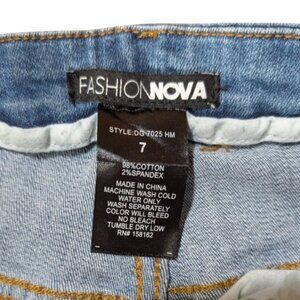 FASHIONNOVA
STYLE:DG 7025 HM
7
98%COTTON
2%SPANDEX
MADE IN CHINA
MACHINE WASH COLD
WATER ONLY
WASH SEPARATELY
COLOR WILL BLEED
NO BLEACH
TUMBLE DRY LOW
RN# 158162